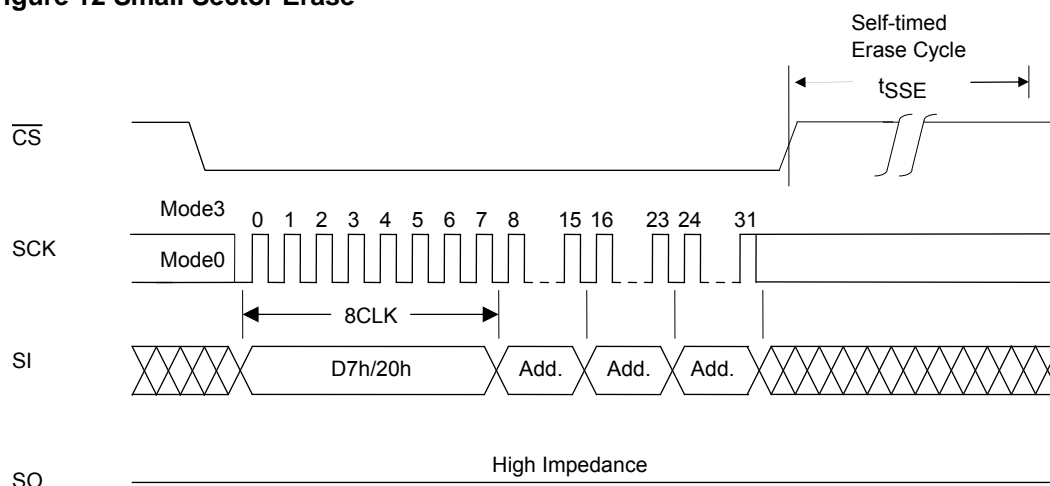 Figure 12 Small Sector Erase
Self-timed
Erase Cycle
tSSE
CS
Mode3
0 1 2 3 4 5 6 7 8 15 16 23 24 31
SCK
Mode0
8CLK
SI
D7h/20h Add. Add. Add.
High Impedance
SO